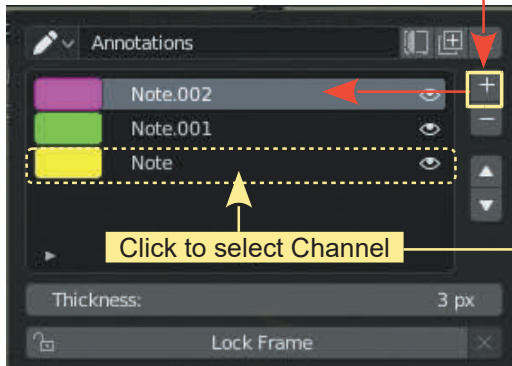 Annotations
Note.002
Note.001
Note
Click to select Channel
Thickness: 3 px
Lock Frame